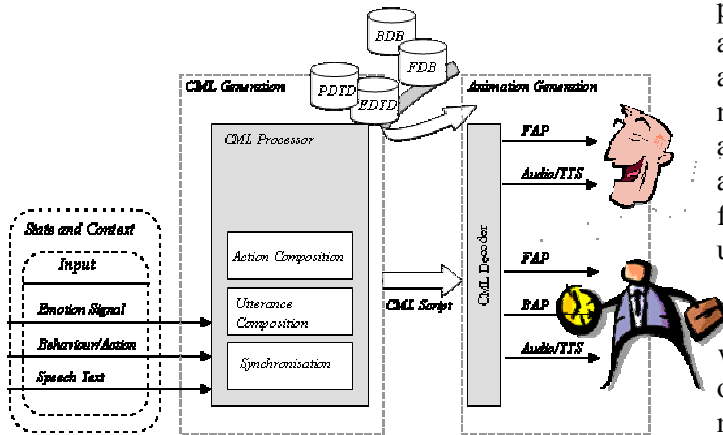 BDB
FDB
PDTD
EDTD
CML Generation
Animation Generation
CML Processor
FAP
Audio/TTS
State and Context
Input
Action Composition
Utterance
Composition
Synchronisation
Emotion Signal
Behaviour/Action
Speech Text
CML Script
CML Decoder
FAP
BAP
Audio/TTS